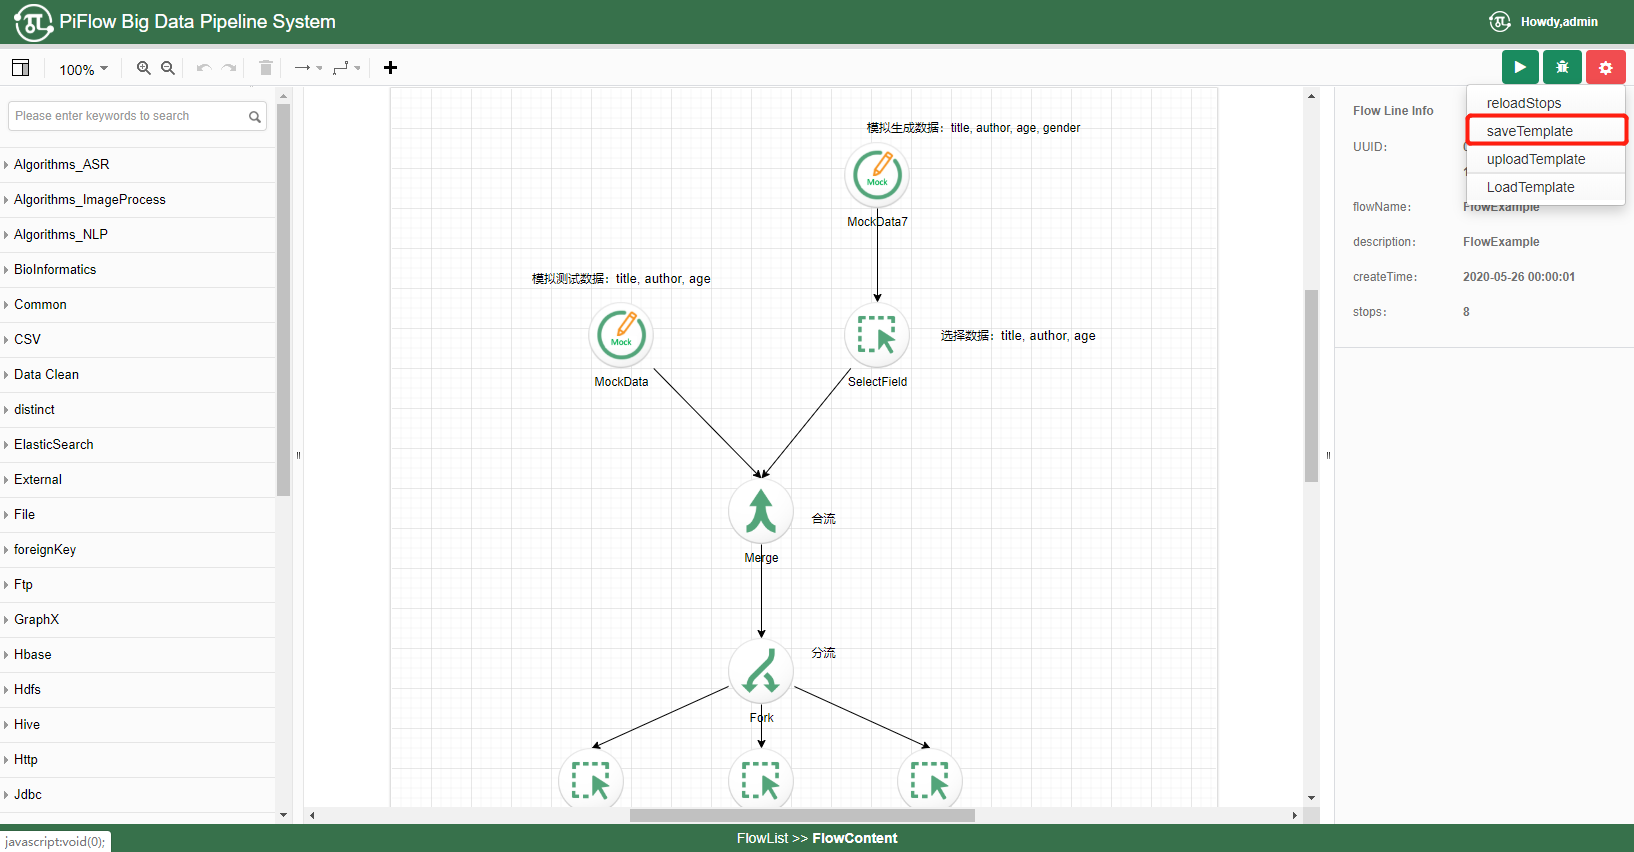 PiFlow Big Data Pipeline System
Howdy,admin
100%
Please enter keywords to search
Algorithms_ASR
Algorithms_ImageProcess
Algorithms_NLP
BioInformatics
Common
CSV
Data Clean
distinct
ElasticSearch
External
File
foreignKey
Ftp
GraphX
Hbase
Hdfs
Hive
Http
Jdbc
模拟生成数据：title, author, age, gender
Mock
MockData7
模拟测试数据：title, author, age
Mock
MockData
选择数据：title, author, age
SelectField
合流
Merge
分流
Fork
reloadStops
saveTemplate
uploadTemplate
LoadTemplate
Flow Line Info
UUID:
flowName: FlowExample
description: FlowExample
createTime: 2020-05-26 00:00:01
stops: 8
FlowList >> FlowContent
javascript:void(0);